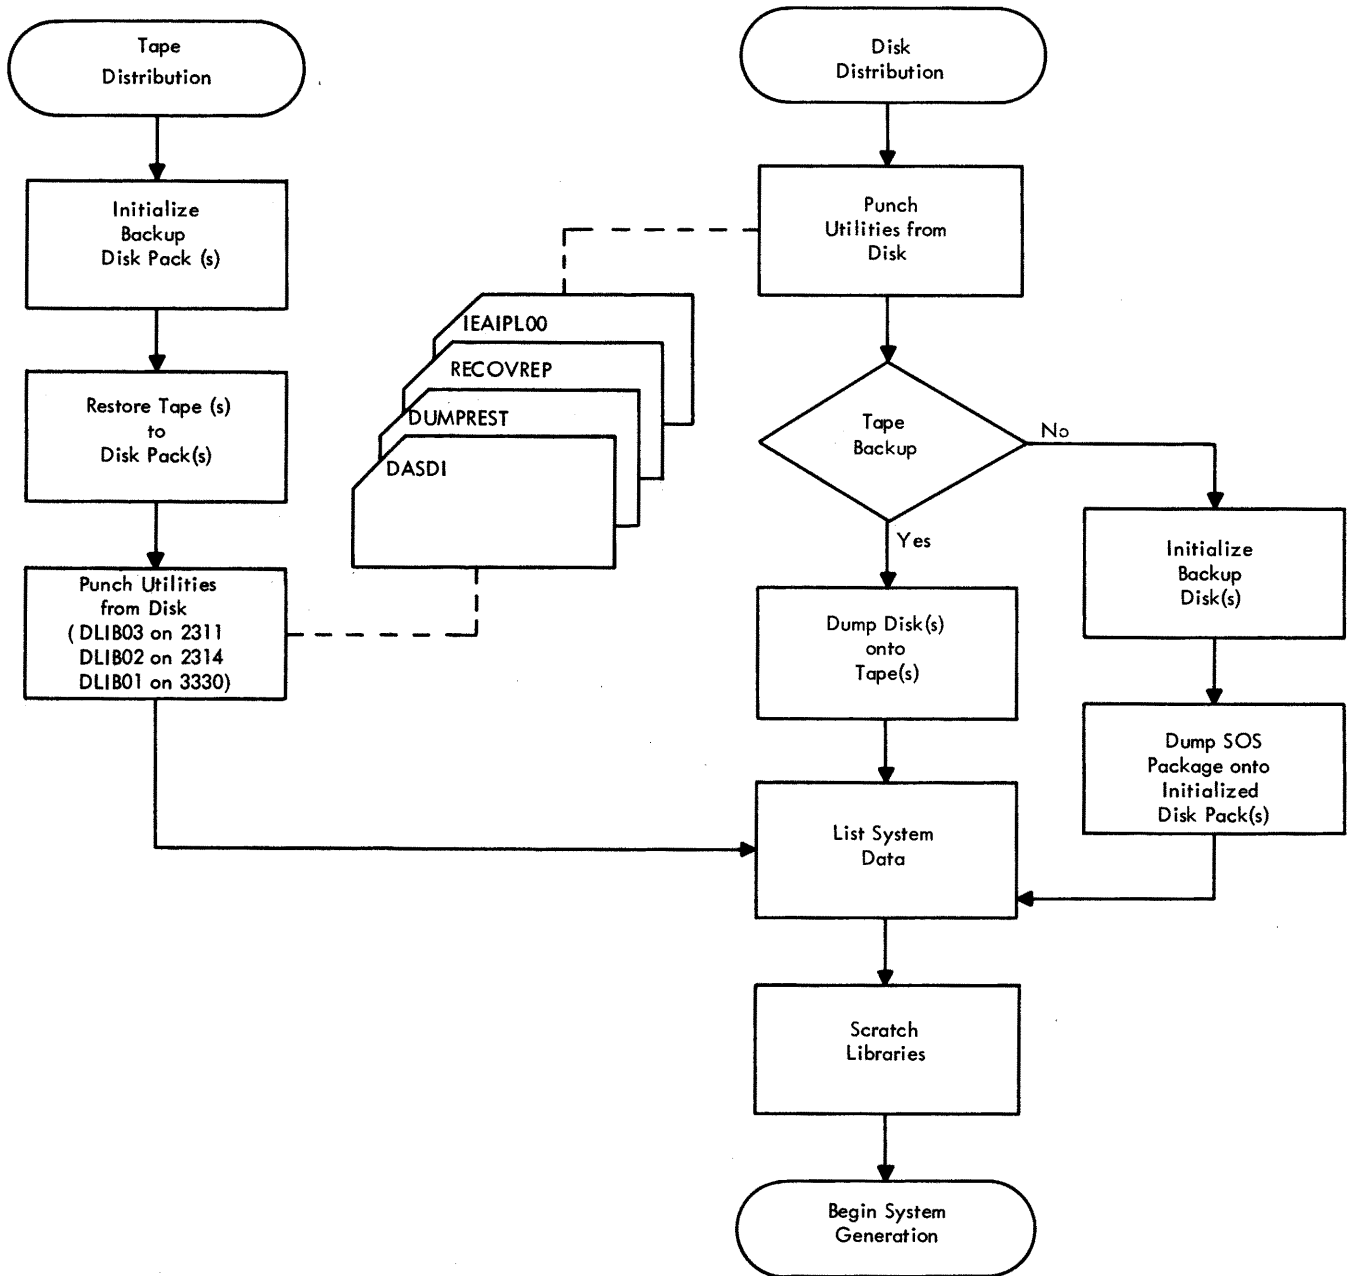 Tape
Distribution
Initialize
Backup
Disk Pack (s)
Restore Tape (s)
to
Disk Pack(s)
Punch Utilities
from Disk
( DLIB03 on 2311
DLIB02 on 2314
DLIB01 on 3330)
IEAIPL00
RECOVREP
DUMPREST
DASDI
Disk
Distribution
Punch
Utilities from
Disk
Tape
Backup
No
Yes
Initialize
Backup
Disk(s)
Dump Disk(s)
onto
Tape(s)
Dump SOS
Package onto
Initialized
Disk Pack(s)
List System
Data
Scratch
Libraries
Begin System
Generation